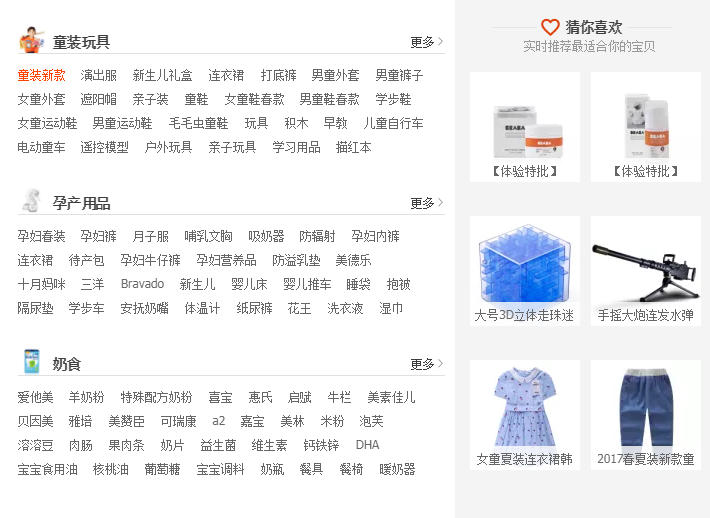 童装玩具 更多
童装新款 演出服 新生儿礼盒 连衣裙 打底裤 男童外套 男童裤子
女童外套 遮阳帽 亲子装 童鞋 女童鞋春款 男童鞋春款 学步鞋
女童运动鞋 男童运动鞋 毛毛虫童鞋 玩具 积木 早教 儿童自行车
电动童车 遥控模型 户外玩具 亲子玩具 学习用品 描红本
孕产用品 更多
孕妇春装 孕妇裤 月子服 哺乳文胸 吸奶器 防辐射 孕妇内裤
连衣裙 待产包 孕妇牛仔裤 孕妇营养品 防溢乳垫 美德乐
十月妈咪 三洋 Bravado 新生儿 婴儿床 婴儿推车 睡袋 抱被
隔尿垫 学步车 安抚奶嘴 体温计 纸尿裤 花王 洗衣液 湿巾
奶食 更多
爱他美 羊奶粉 特殊配方奶粉 喜宝 惠氏 启赋 牛栏 美素佳儿
贝因美 雅培 美赞臣 可瑞康 a2 嘉宝 美林 米粉 泡芙
溶溶豆 肉肠 果肉条 奶片 益生菌 维生素 钙铁锌 DHA
宝宝食用油 核桃油 葡萄糖 宝宝调料 奶瓶 餐具 餐椅 暖奶器
猜你喜欢
实时推荐最适合你的宝贝
BEABA
BEABA
【体验特批】 【体验特批】
大号3D立体走珠迷 手摇大炮连发水弹
女童夏装连衣裙韩 2017春夏装新款童